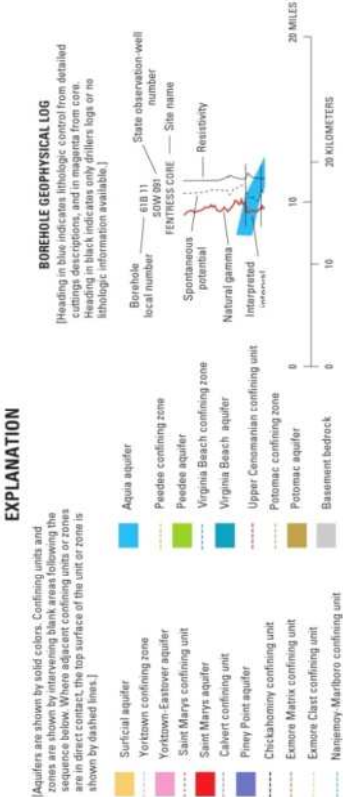 EXPLANATION
[Aquifers are shown by solid colors. Confining units and
zones are shown by intervening blank areas following the
sequence below. Where adjacent confining units or zones
are in direct contact, the top surface of the unit or zone is
shown by dashed lines.]
Surficial aquifer
Yorktown confining zone
Yorktown-Eastover aquifer
Saint Marys confining unit
Saint Marys aquifer
Calvert confining unit
Piney Point aquifer
Chickahominy confining unit
Exmore Matrix confining unit
Exmore Clast confining unit
Nanjemoy-Marlboro confining unit
Aquia aquifer
Peedee confining zone
Peedee aquifer
Virginia Beach confining zone
Virginia Beach aquifer
Upper Cenomanian confining unit
Potomac confining zone
Potomac aquifer
Basement bedrock
BOREHOLE GEOPHYSICAL LOG
[Heading in blue indicates lithologic control from detailed
cuttings descriptions, and in magenta from core.
Heading in black indicates only drillers logs or no
lithologic information available.]
Borehole
local number
61B 11
SOW 091
FENTRESS CORE
State observation-well
number
Site name
Spontaneous
potential
Resistivity
Natural gamma
Interpreted
interval
0
10
20 MILES
0
10
20 KILOMETERS